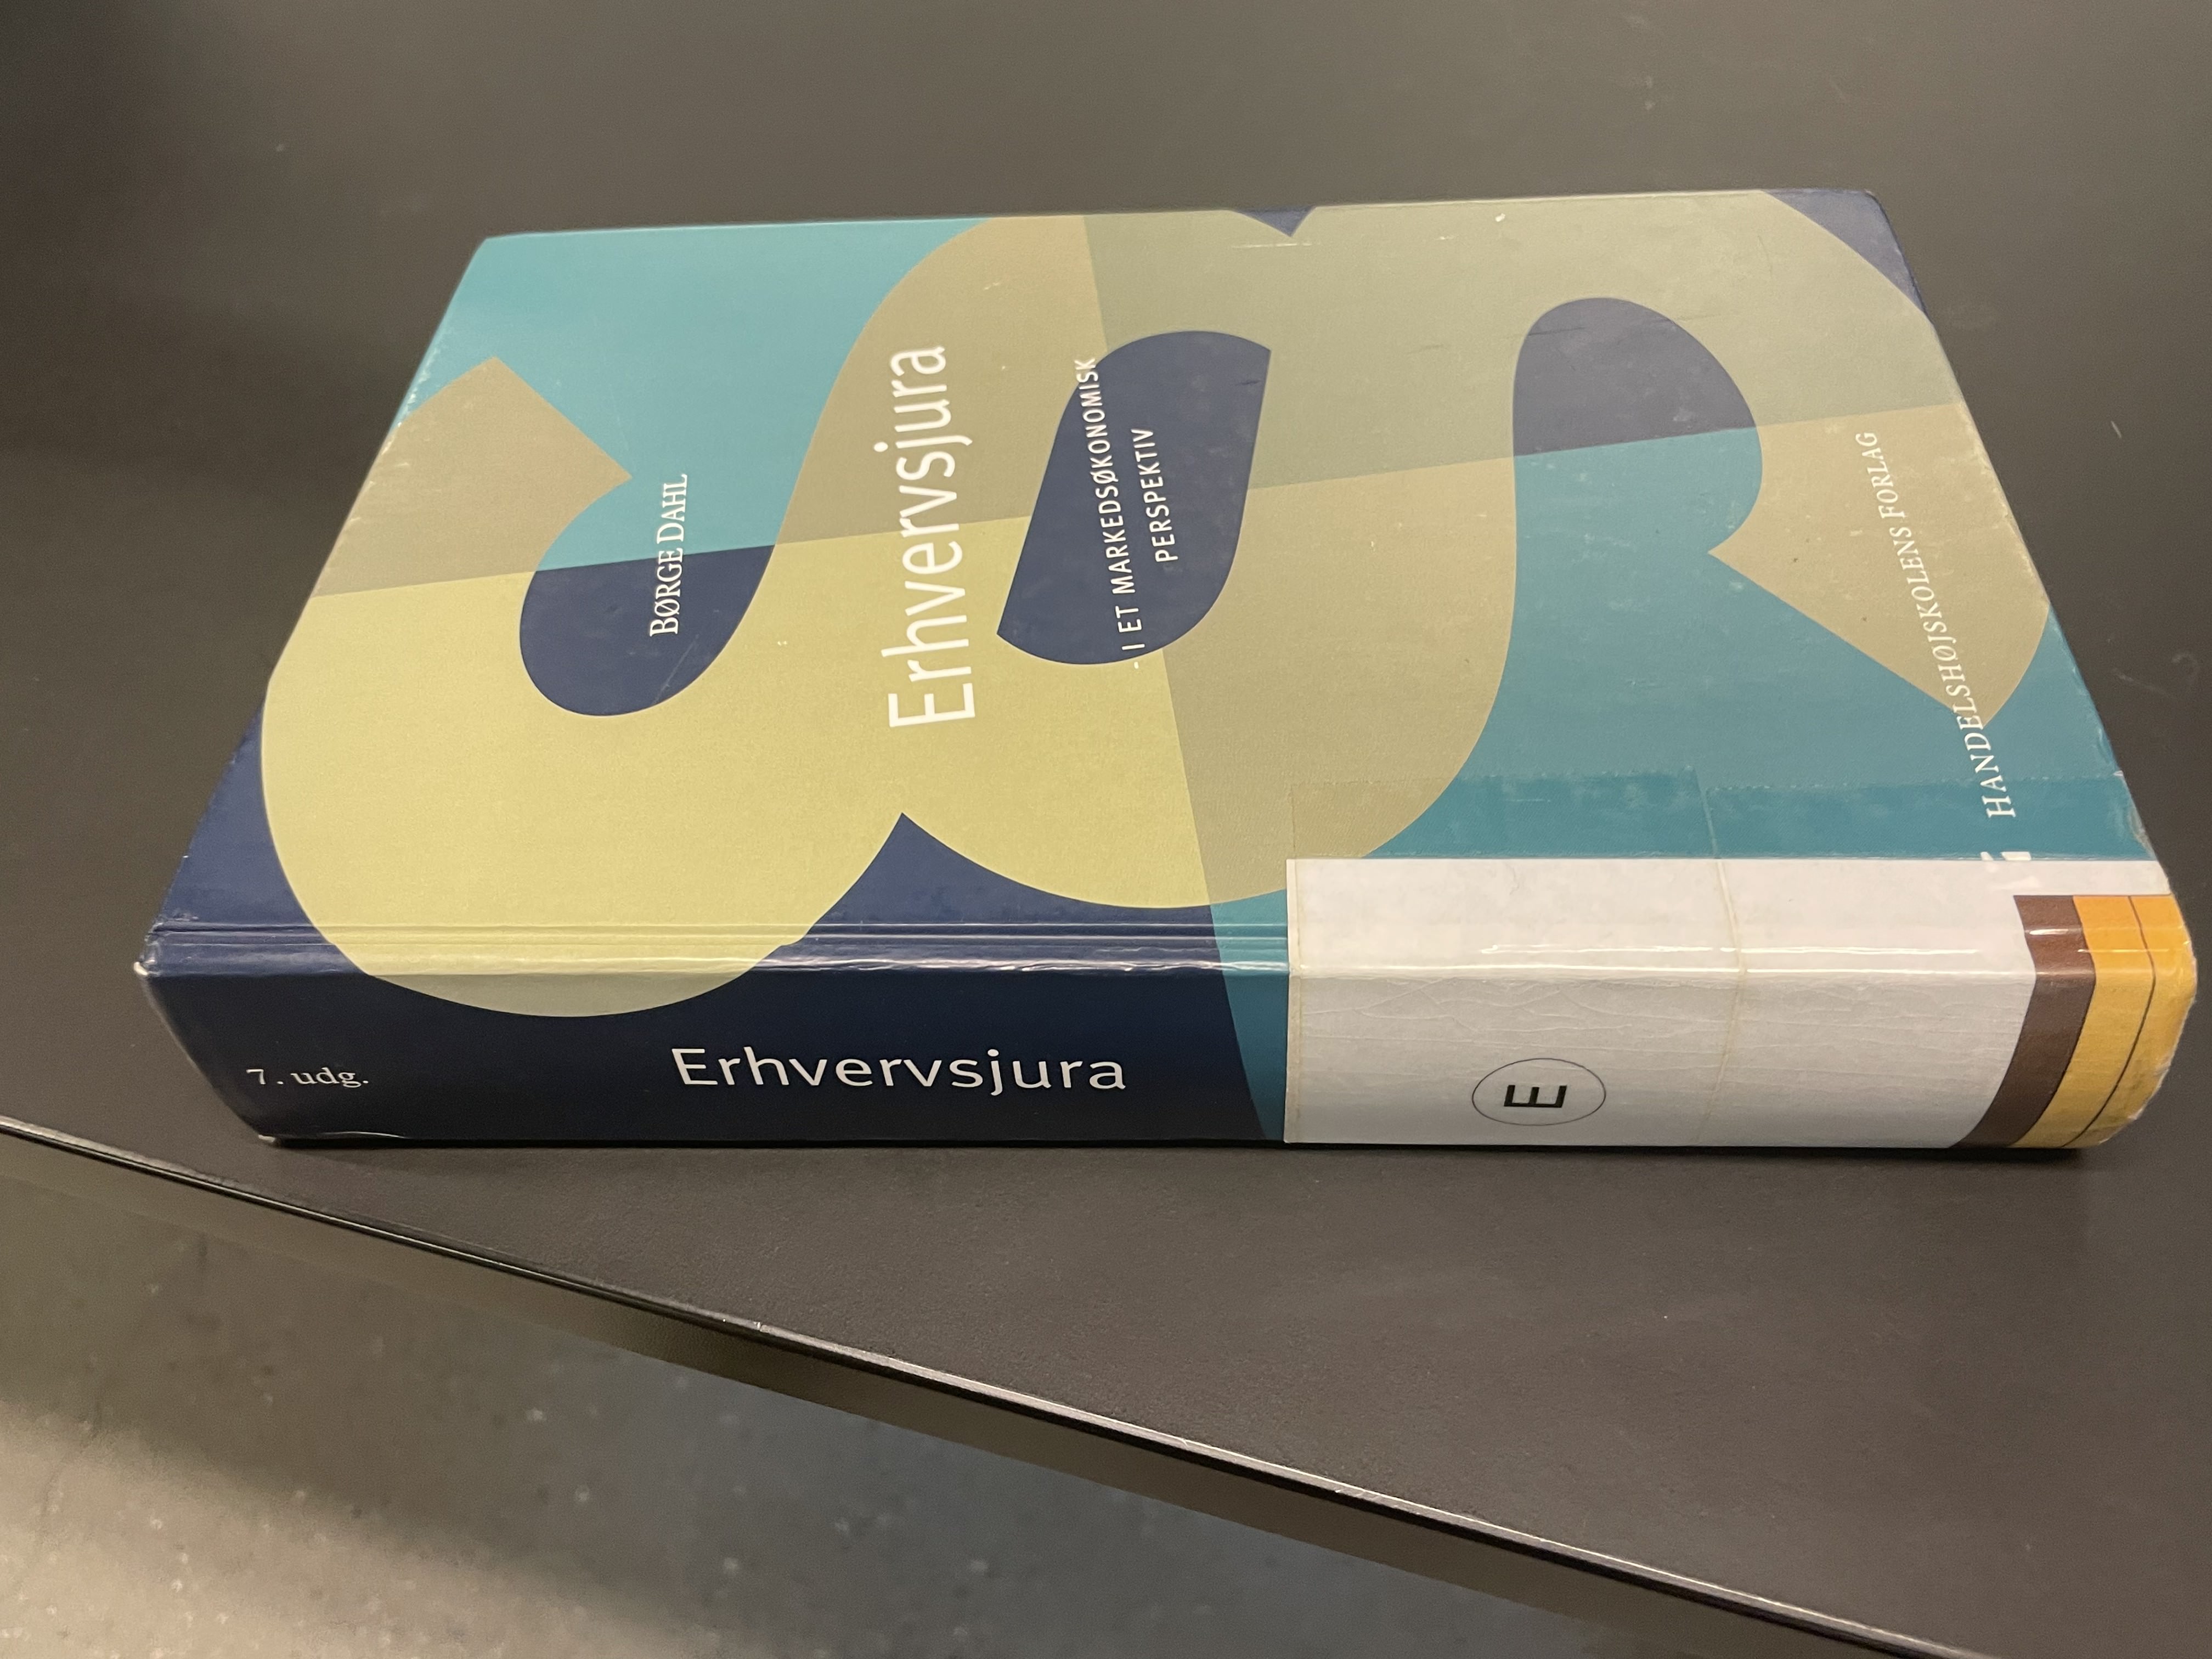 7. udg.
Erhvervsjura
E
BØRGE DAHL
Erhvervsjura
- I ET MARKEDSØKONOMISK
PERSPEKTIV
HANDELSHØJSKOLENS FORLAG